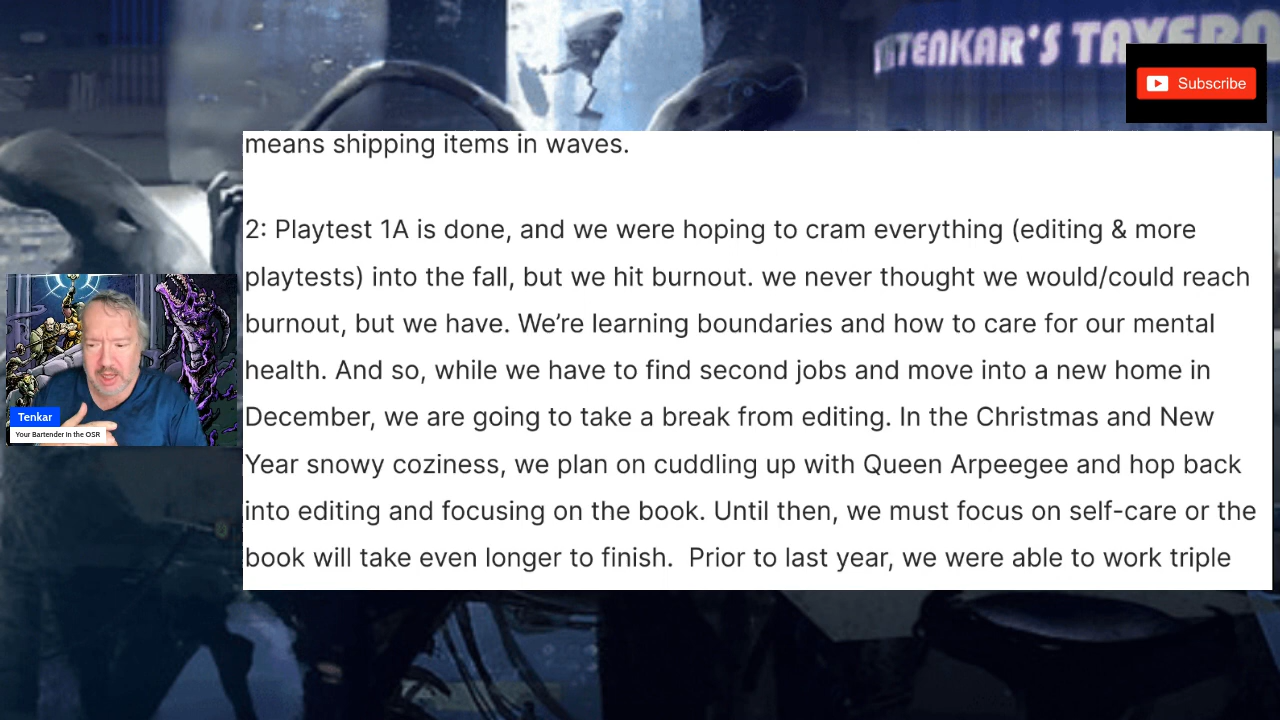 TENKAR'S TAVERN
Subscribe
means shipping items in waves.
2: Playtest 1A is done, and we were hoping to cram everything (editing & more
playtests) into the fall, but we hit burnout. we never thought we would/could reach
burnout, but we have. We’re learning boundaries and how to care for our mental
health. And so, while we have to find second jobs and move into a new home in
December, we are going to take a break from editing. In the Christmas and New
Year snowy coziness, we plan on cuddling up with Queen Arpeegee and hop back
into editing and focusing on the book. Until then, we must focus on self-care or the
book will take even longer to finish.  Prior to last year, we were able to work triple
Tenkar
Your Bartender in the OSR